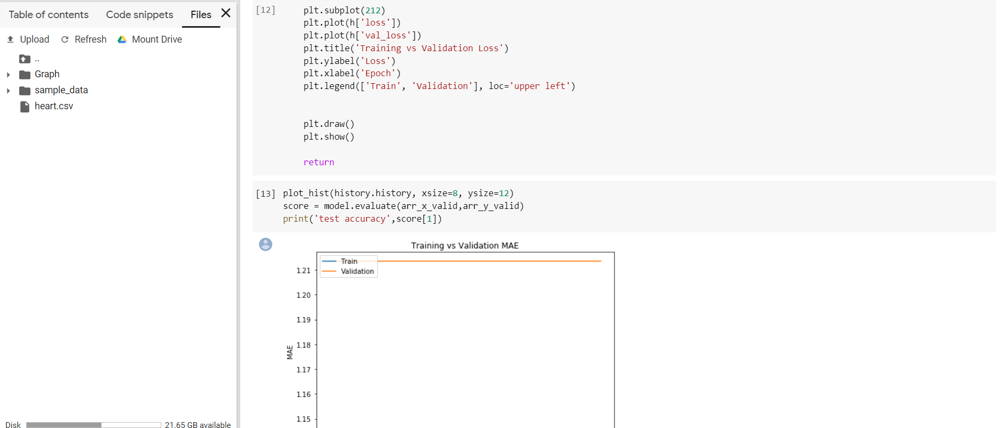 Table of contents
Code snippets
Files
Upload
Refresh
Mount Drive
..
Graph
sample_data
heart.csv
Disk
21.65 GB available
[12]
plt.subplot(212)
plt.plot(h['loss'])
plt.plot(h['val_loss'])
plt.title('Training vs Validation Loss')
plt.ylabel('Loss')
plt.xlabel('Epoch')
plt.legend(['Train', 'Validation'], loc='upper left')
plt.draw()
plt.show()
return
[13]
plot_hist(history.history, xsize=8, ysize=12)
score = model.evaluate(arr_x_valid,arr_y_valid)
print('test accuracy',score[1])
Training vs Validation MAE
Train
Validation
1.21
1.20
1.19
1.18
1.17
1.16
1.15
MAE